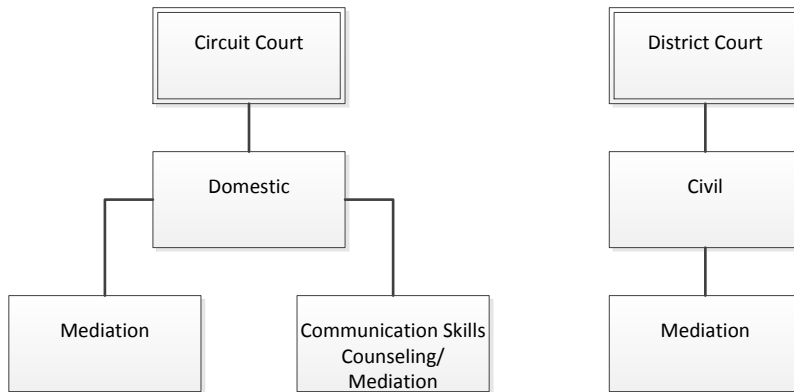 Circuit Court
District Court
Domestic
Civil
Mediation
Communication Skills
Counseling/
Mediation
Mediation